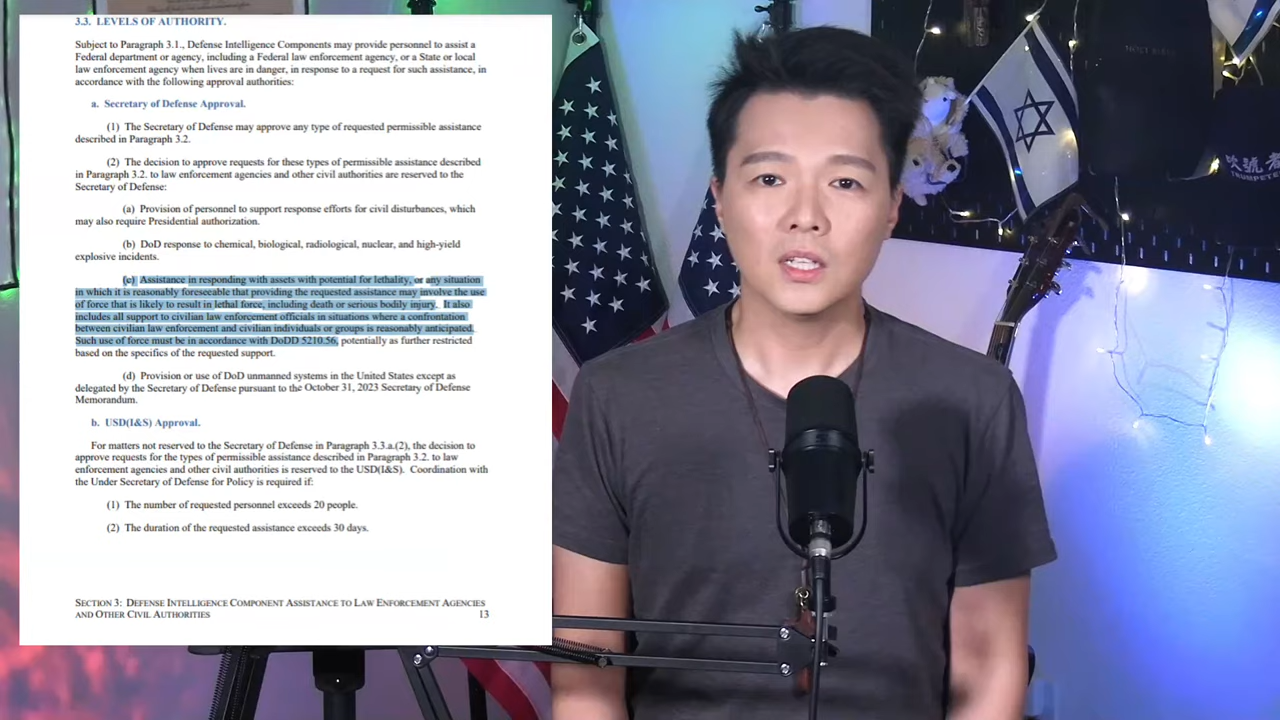 3.3. LEVELS OF AUTHORITY.
Subject to Paragraph 3.1., Defense Intelligence Components may provide personnel to assist a
Federal department or agency, including a Federal law enforcement agency, or a State or local
law enforcement agency when lives are in danger, in response to a request for such assistance, in
accordance with the following approval authorities:
a. Secretary of Defense Approval.
(1) The Secretary of Defense may approve any type of requested permissible assistance
described in Paragraph 3.2.
(2) The decision to approve requests for these types of permissible assistance described
in Paragraph 3.2. to law enforcement agencies and other civil authorities are reserved to the
Secretary of Defense:
(a) Provision of personnel to support response efforts for civil disturbances, which
may also require Presidential authorization.
(b) DoD response to chemical, biological, radiological, nuclear, and high-yield
explosive incidents.
(c) Assistance in responding with assets with potential for lethality, or any situation
in which it is reasonably foreseeable that providing the requested assistance may involve the use
of force that is likely to result in lethal force, including death or serious bodily injury. It also
includes all support to civilian law enforcement officials in situations where a confrontation
between civilian law enforcement and civilian individuals or groups is reasonably anticipated.
Such use of force must be in accordance with DoDD 5210.56, potentially as further restricted
based on the specifics of the requested support.
(d) Provision or use of DoD unmanned systems in the United States except as
delegated by the Secretary of Defense pursuant to the October 31, 2023 Secretary of Defense
Memorandum.
b. USD(I&S) Approval.
For matters not reserved to the Secretary of Defense in Paragraph 3.3.a.(2), the decision to
approve requests for the types of permissible assistance described in Paragraph 3.2. to law
enforcement agencies and other civil authorities is reserved to the USD(I&S). Coordination with
the Under Secretary of Defense for Policy is required if:
(1) The number of requested personnel exceeds 20 people.
(2) The duration of the requested assistance exceeds 30 days.
SECTION 3: DEFENSE INTELLIGENCE COMPONENT ASSISTANCE TO LAW ENFORCEMENT AGENCIES
AND OTHER CIVIL AUTHORITIES 13
HOLY BIBLE
吹號者
TRUMPETER